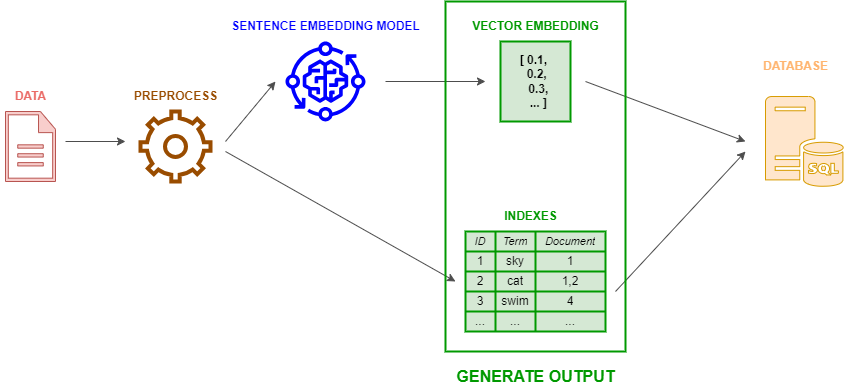 SENTENCE EMBEDDING MODEL
VECTOR EMBEDDING
[ 0.1,
0.2,
0.3,
... ]
DATABASE
SQL
DATA
PREPROCESS
INDEXES
ID Term Document
1 sky 1
2 cat 1,2
3 swim 4
... ... ...
GENERATE OUTPUT